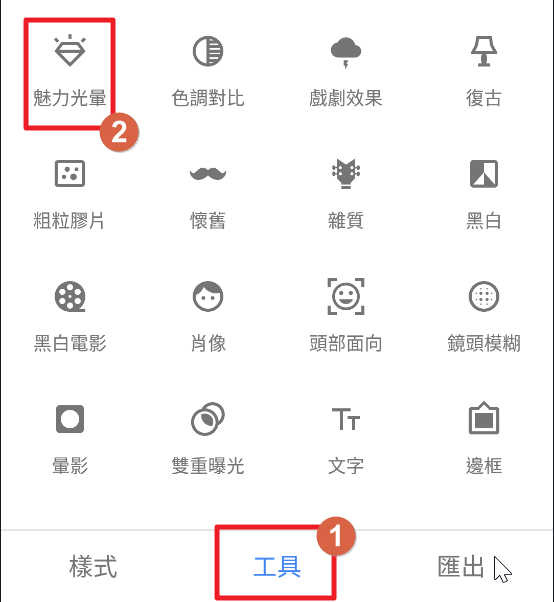 魅力光暈 色調對比 戲劇效果 復古
2
粗粒膠片 懷舊 雜質 黑白
黑白電影 肖像 頭部面向 鏡頭模糊
暈影 雙重曝光 文字 邊框
1
樣式 工具 匯出